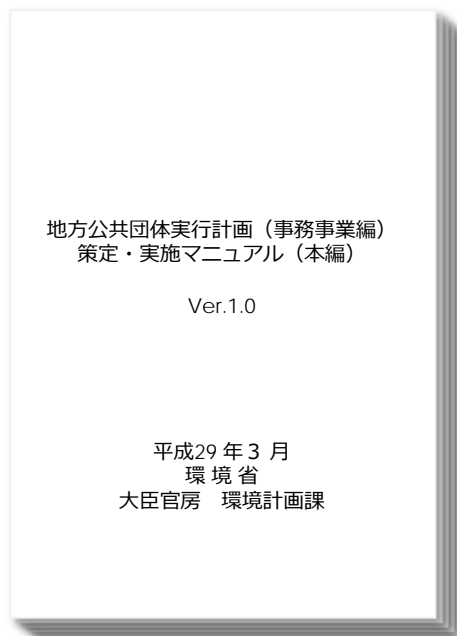 地方公共団体実行計画（事務事業編）
策定・実施マニュアル（本編）
Ver.1.0
平成29 年３ 月
環 境 省
大臣官房　環境計画課